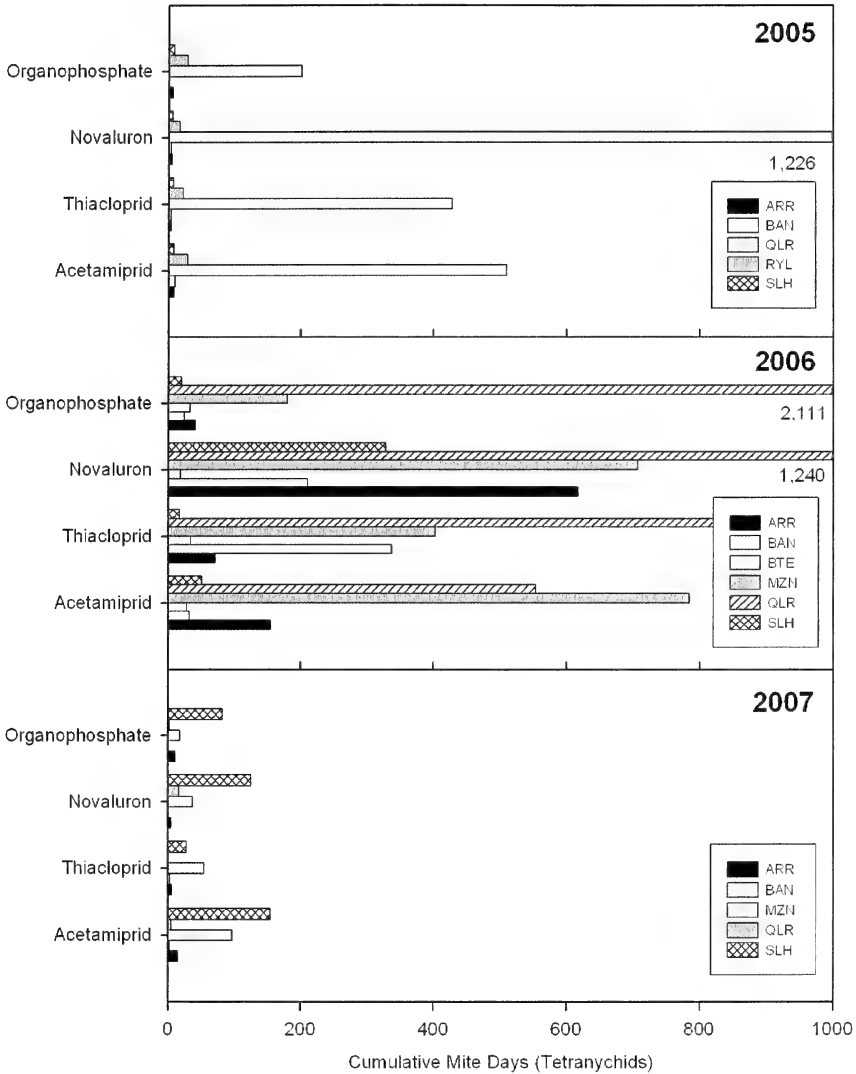 2005
Organophosphate
Novaluron
1,226
Thiacloprid
Acetamiprid
ARR
BAN
QLR
RYL
SLH
2006
Organophosphate
2,111
Novaluron
1,240
Thiacloprid
Acetamiprid
ARR
BAN
BTE
MZN
QLR
SLH
2007
Organophosphate
Novaluron
Thiacloprid
Acetamiprid
ARR
BAN
MZN
QLR
SLH
0 200 400 600 800 1000
Cumulative Mite Days (Tetranychids)